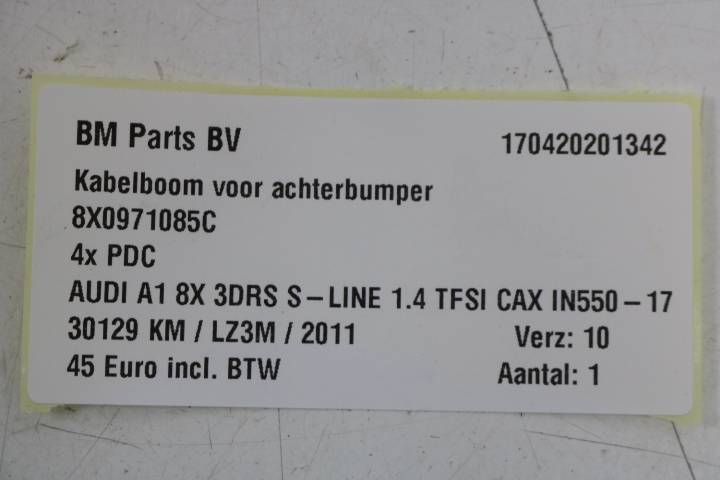 BM Parts BV 170420201342
Kabelboom voor achterbumper
8X0971085C
4x PDC
AUDI A1 8X 3DRS S-LINE 1.4 TFSI CAX IN550-17
30129 KM / LZ3M / 2011 Verz: 10
45 Euro incl. BTW Aantal: 1